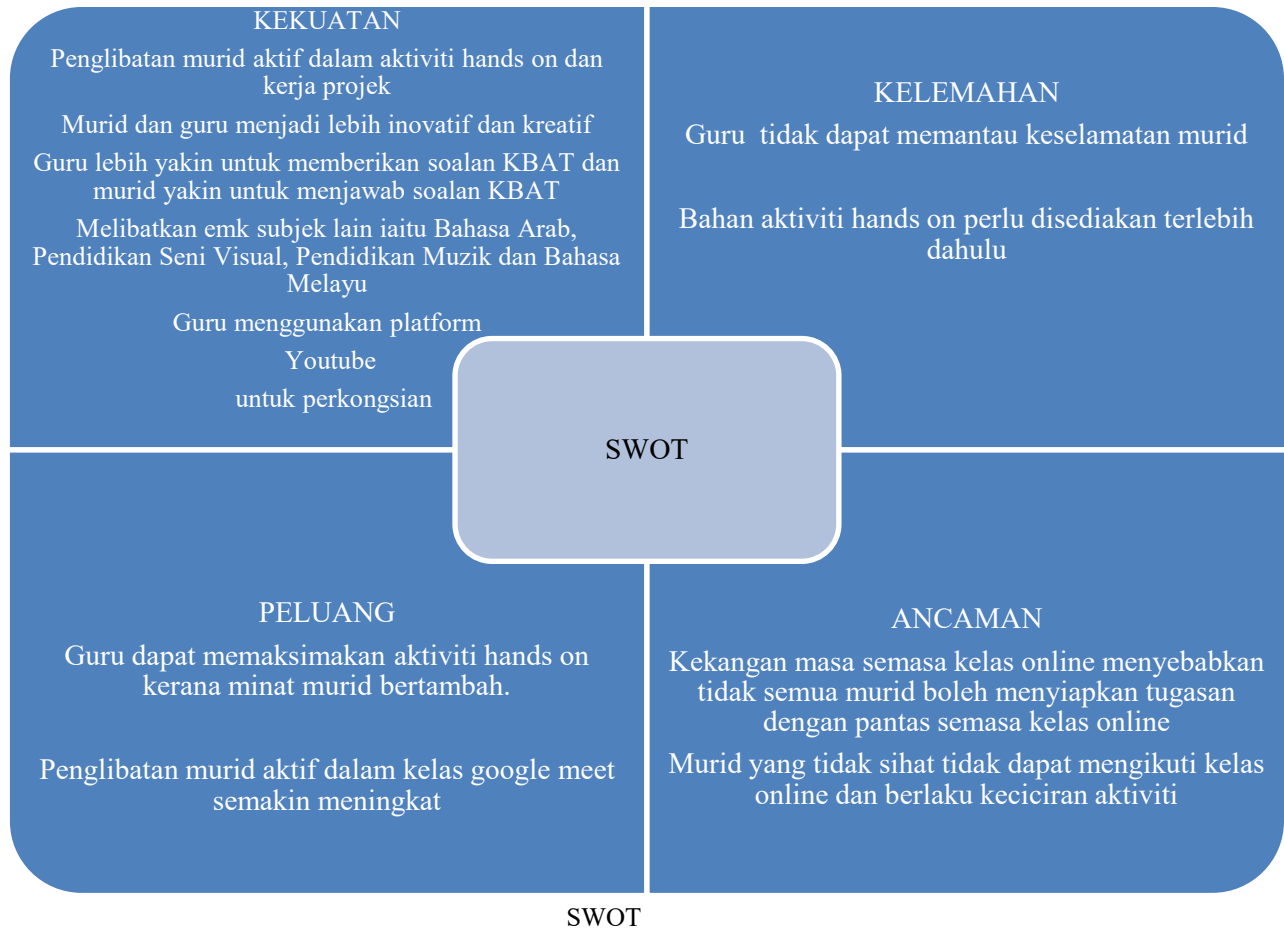 KEKUATAN
Penglibatan murid aktif dalam aktiviti hands on dan
kerja projek
Murid dan guru menjadi lebih inovatif dan kreatif
Guru lebih yakin untuk memberikan soalan KBAT dan
murid yakin untuk menjawab soalan KBAT
Melibatkan emk subjek lain iaitu Bahasa Arab,
Pendidikan Seni Visual, Pendidikan Muzik dan Bahasa
Melayu
Guru menggunakan platform
Youtube
untuk perkongsian
KELEMAHAN
Guru tidak dapat memantau keselamatan murid
Bahan aktiviti hands on perlu disediakan terlebih
dahulu
SWOT
PELUANG
Guru dapat memaksimakan aktiviti hands on
kerana minat murid bertambah.
Penglibatan murid aktif dalam kelas google meet
semakin meningkat
ANCAMAN
Kekangan masa semasa kelas online menyebabkan
tidak semua murid boleh menyiapkan tugasan
dengan pantas semasa kelas online
Murid yang tidak sihat tidak dapat mengikuti kelas
online dan berlaku keciciran aktiviti
SWOT